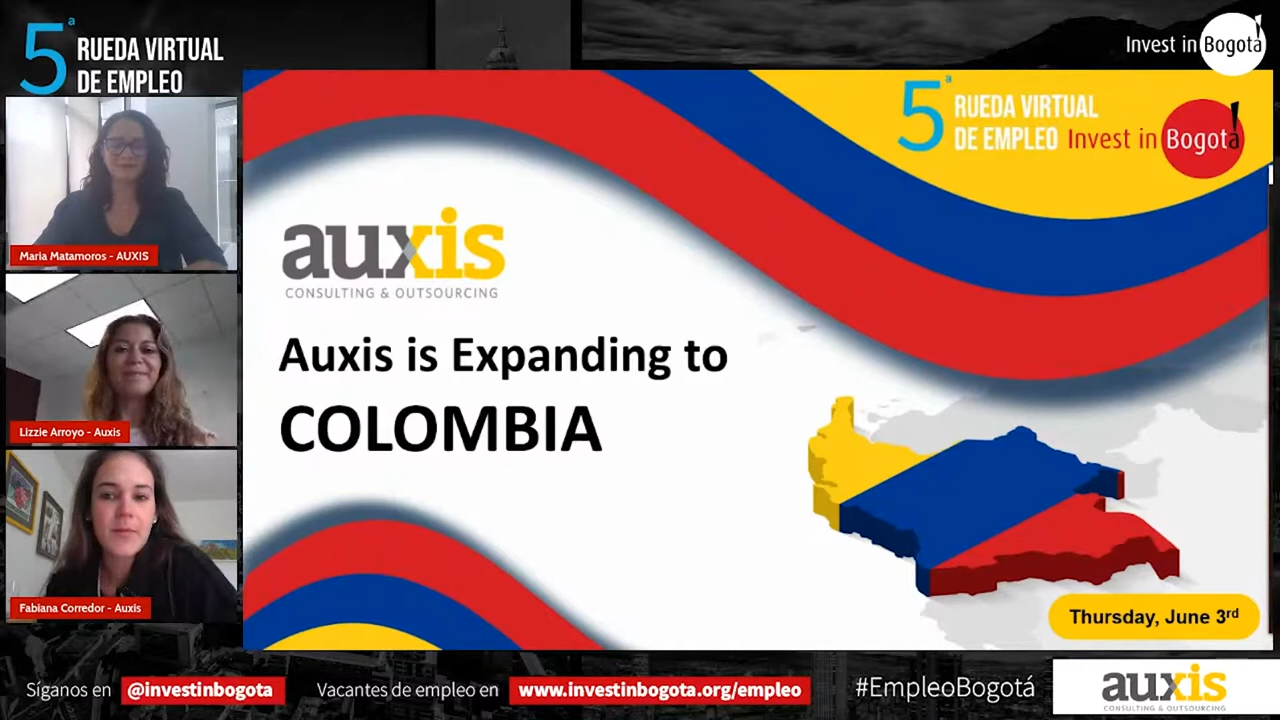 5ª RUEDA VIRTUAL
DE EMPLEO
Invest in Bogotá!
Maria Matamoros - AUXIS
Lizzie Arroyo - Auxis
Fabiana Corredor - Auxis
5ª RUEDA VIRTUAL
DE EMPLEO
Invest in Bogotá!
auxis
CONSULTING & OUTSOURCING
Auxis is Expanding to
COLOMBIA
Thursday, June 3rd
Síganos en @investinbogota
Vacantes de empleo en www.investinbogota.org/empleo
#EmpleoBogotá
auxis
CONSULTING & OUTSOURCING